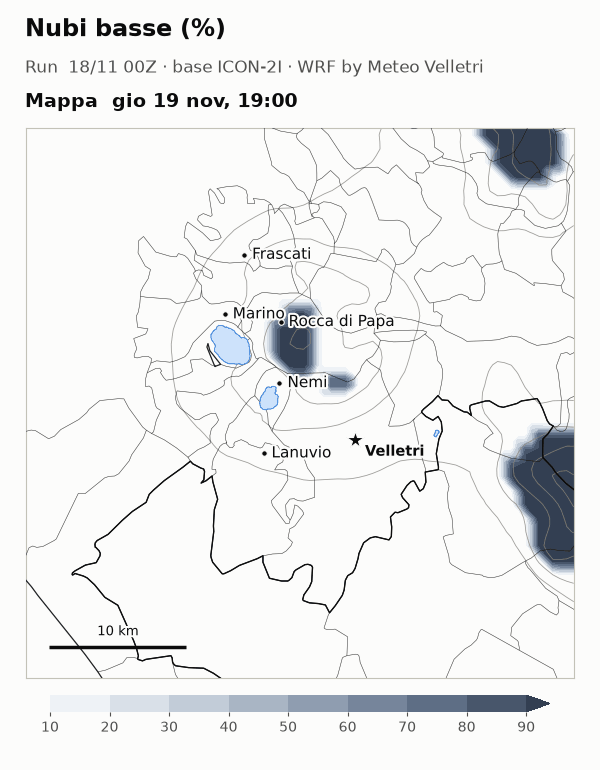 Nubi basse (%)
Run  18/11 00Z · base ICON-2I · WRF by Meteo Velletri
Mappa  gio 19 nov, 19:00
Frascati
Marino
Rocca di Papa
Nemi
Velletri
Lanuvio
10 km
10 20 30 40 50 60 70 80 90